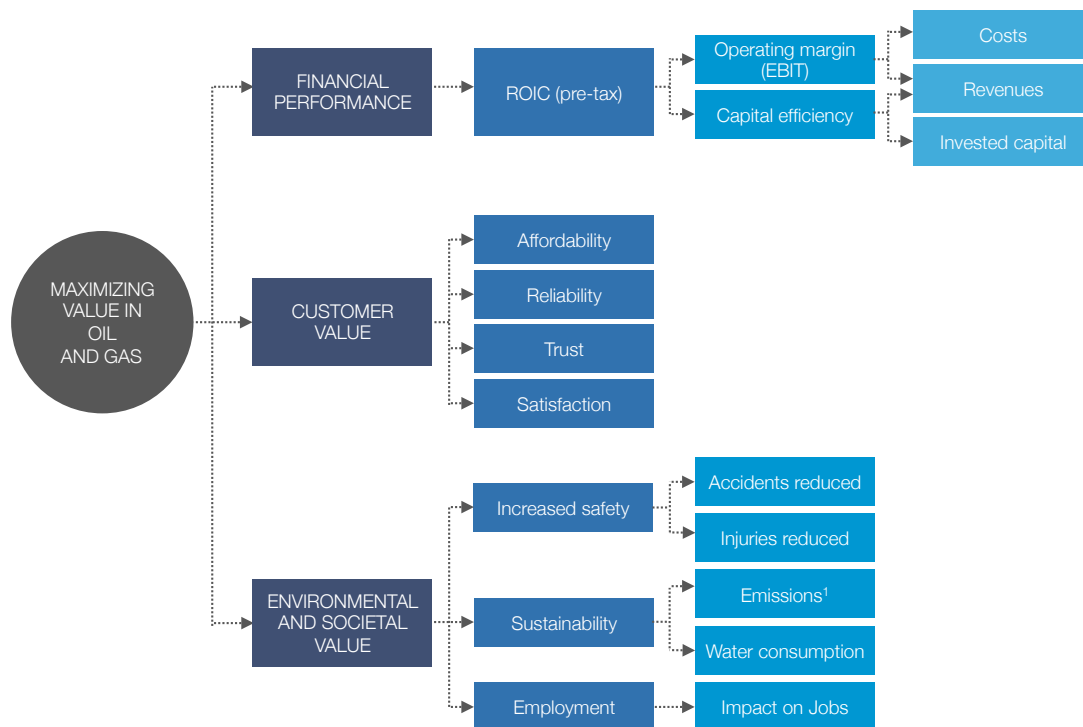 MAXIMIZING
VALUE IN
OIL
AND GAS
FINANCIAL
PERFORMANCE
ROIC (pre-tax)
Operating margin
(EBIT)
Capital efficiency
Costs
Revenues
Invested capital
CUSTOMER
VALUE
Affordability
Reliability
Trust
Satisfaction
ENVIRONMENTAL
AND SOCIETAL
VALUE
Increased safety
Accidents reduced
Injuries reduced
Sustainability
Emissions¹
Water consumption
Employment
Impact on Jobs